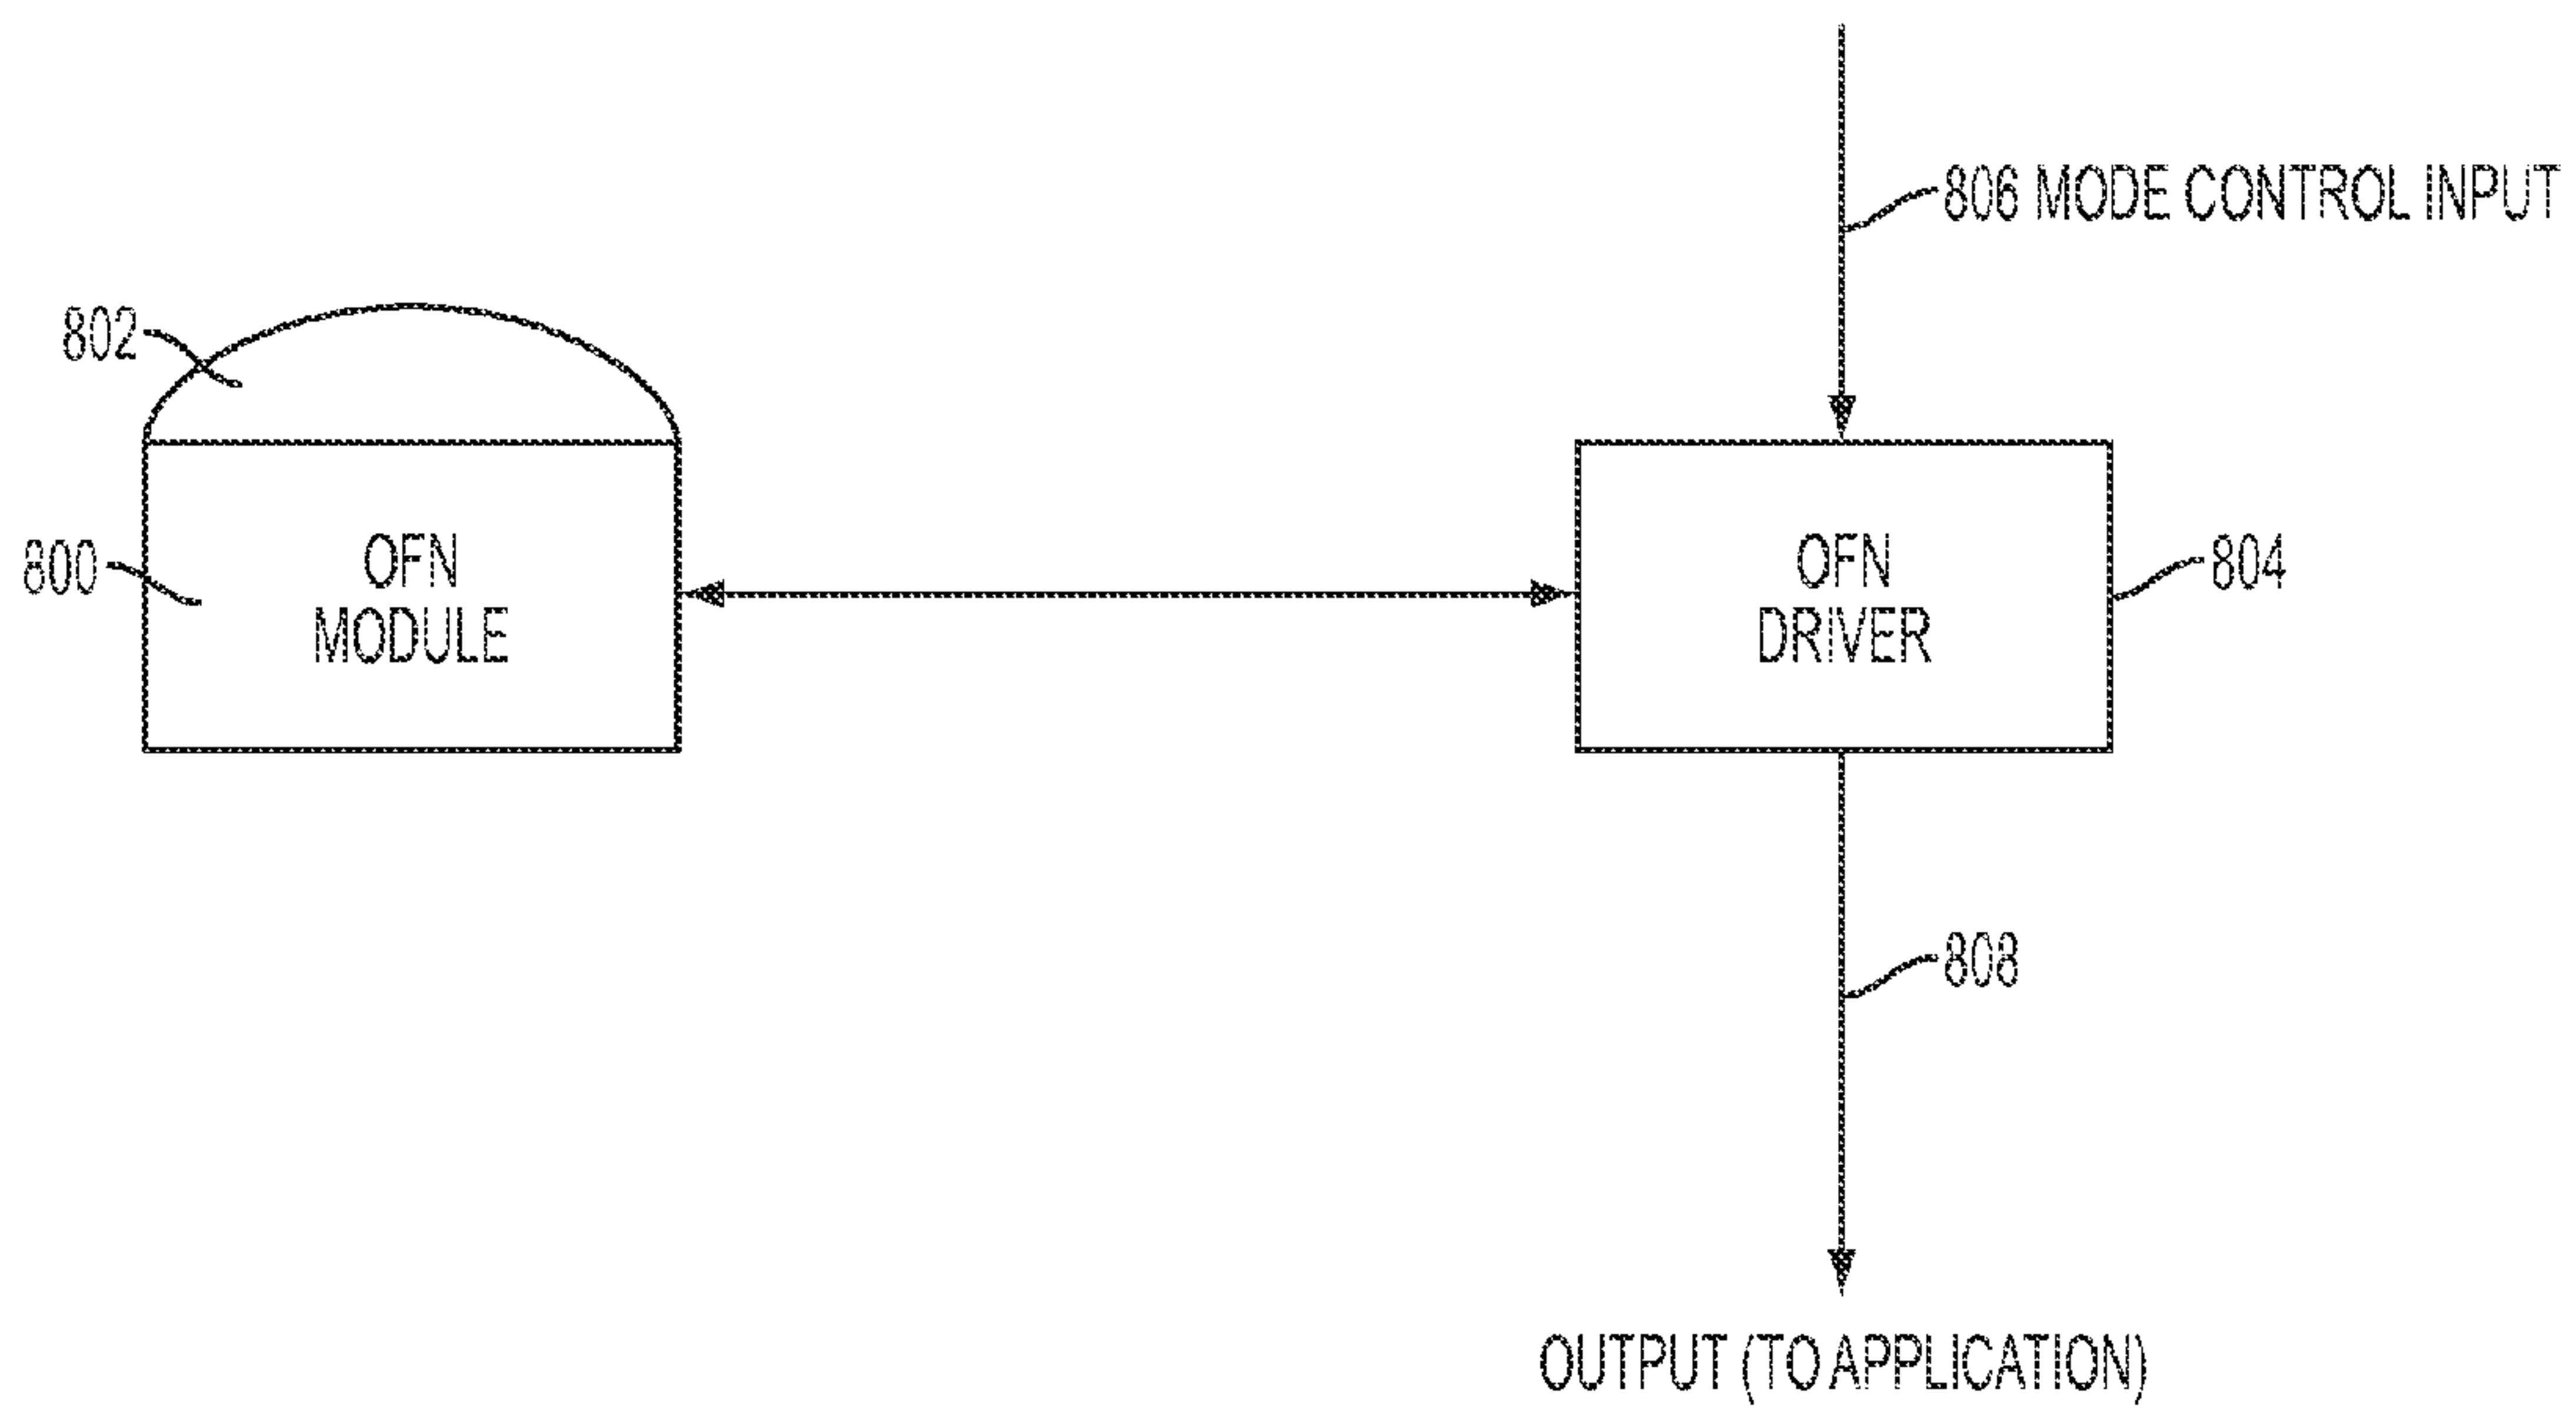 806 MODE CONTROL INPUT
802
800
OFN
MODULE
OFN
DRIVER
804
808
OUTPUT (TO APPLICATION)